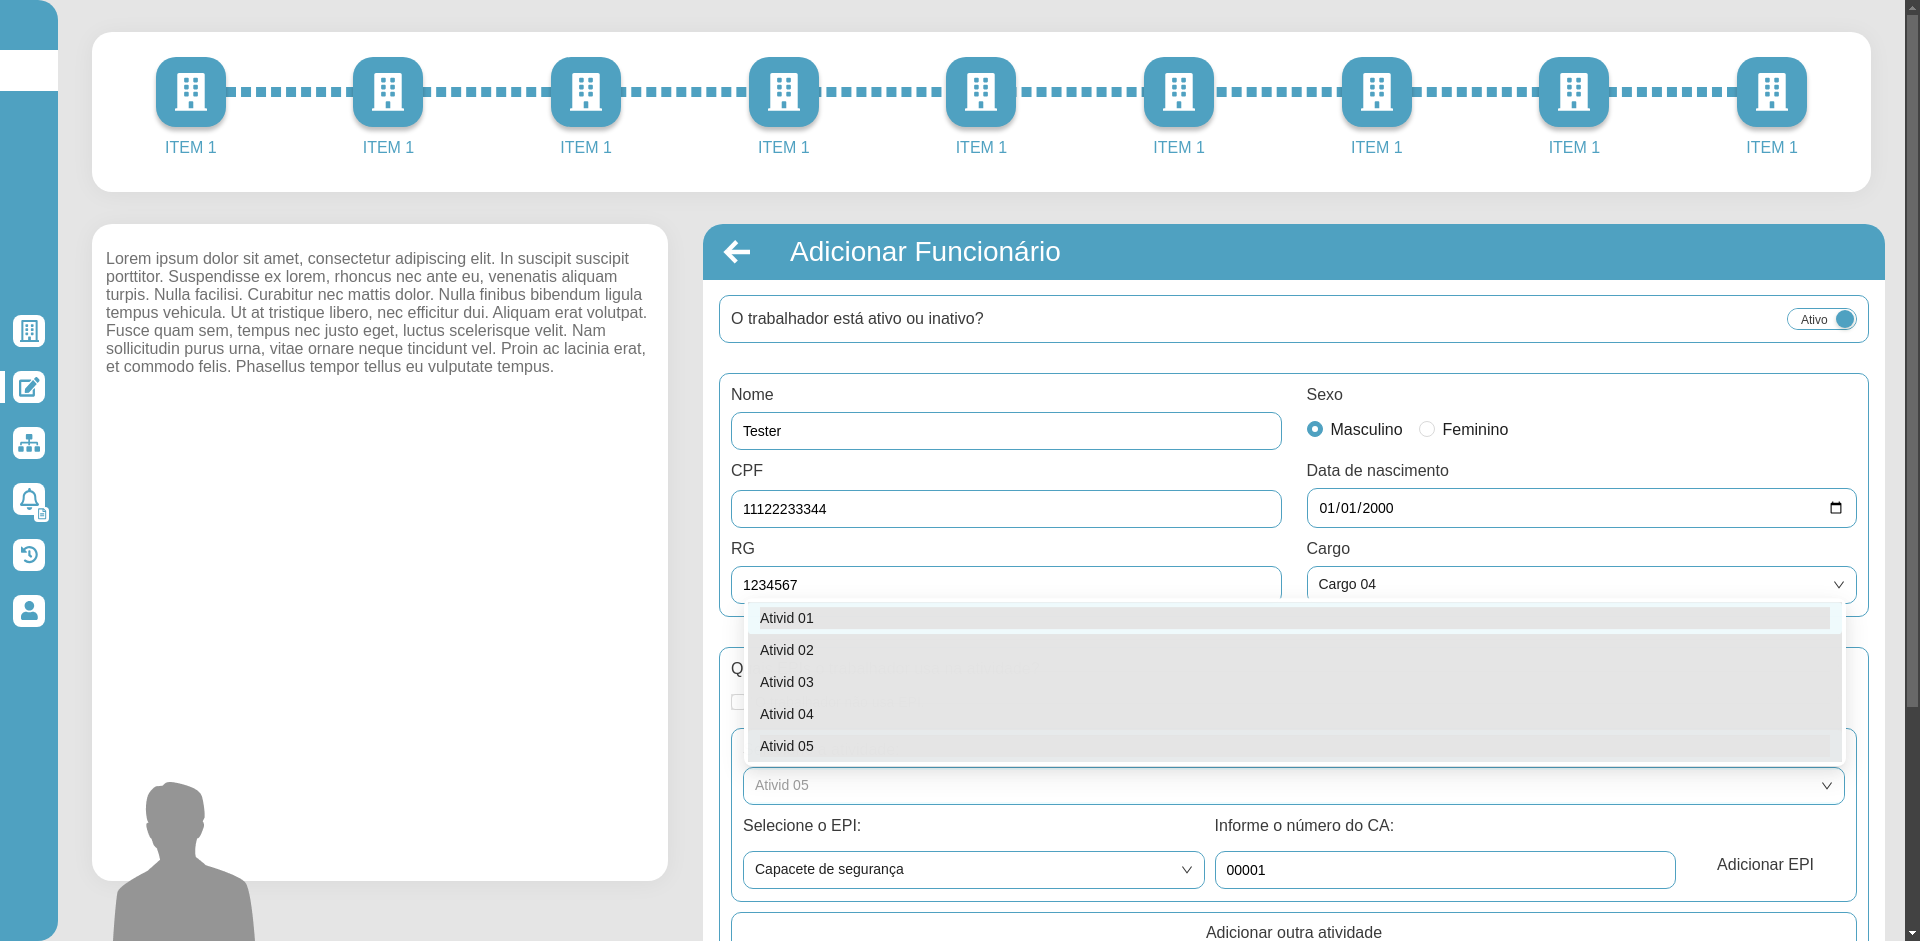 ITEM 1
ITEM 1
ITEM 1
ITEM 1
ITEM 1
ITEM 1
ITEM 1
ITEM 1
ITEM 1
Lorem ipsum dolor sit amet, consectetur adipiscing elit. In suscipit suscipit
porttitor. Suspendisse ex lorem, rhoncus nec ante eu, venenatis aliquam
turpis. Nulla facilisi. Curabitur nec mattis dolor. Nulla finibus bibendum ligula
tempus vehicula. Ut at tristique libero, nec efficitur dui. Aliquam erat volutpat.
Fusce quam sem, tempus nec justo eget, luctus scelerisque velit. Nam
sollicitudin purus urna, vitae ornare neque tincidunt vel. Proin ac lacinia erat,
et commodo felis. Phasellus tempor tellus eu vulputate tempus.
Adicionar Funcionário
O trabalhador está ativo ou inativo?
Ativo
Nome
Sexo
Tester
Masculino
Feminino
CPF
Data de nascimento
11122233344
01/01/2000
RG
Cargo
1234567
Cargo 04
Q
Ativid 01
Ativid 02
Ativid 03
Ativid 04
Ativid 05
Ativid 05
Selecione o EPI:
Informe o número do CA:
Capacete de segurança
00001
Adicionar EPI
Adicionar outra atividade